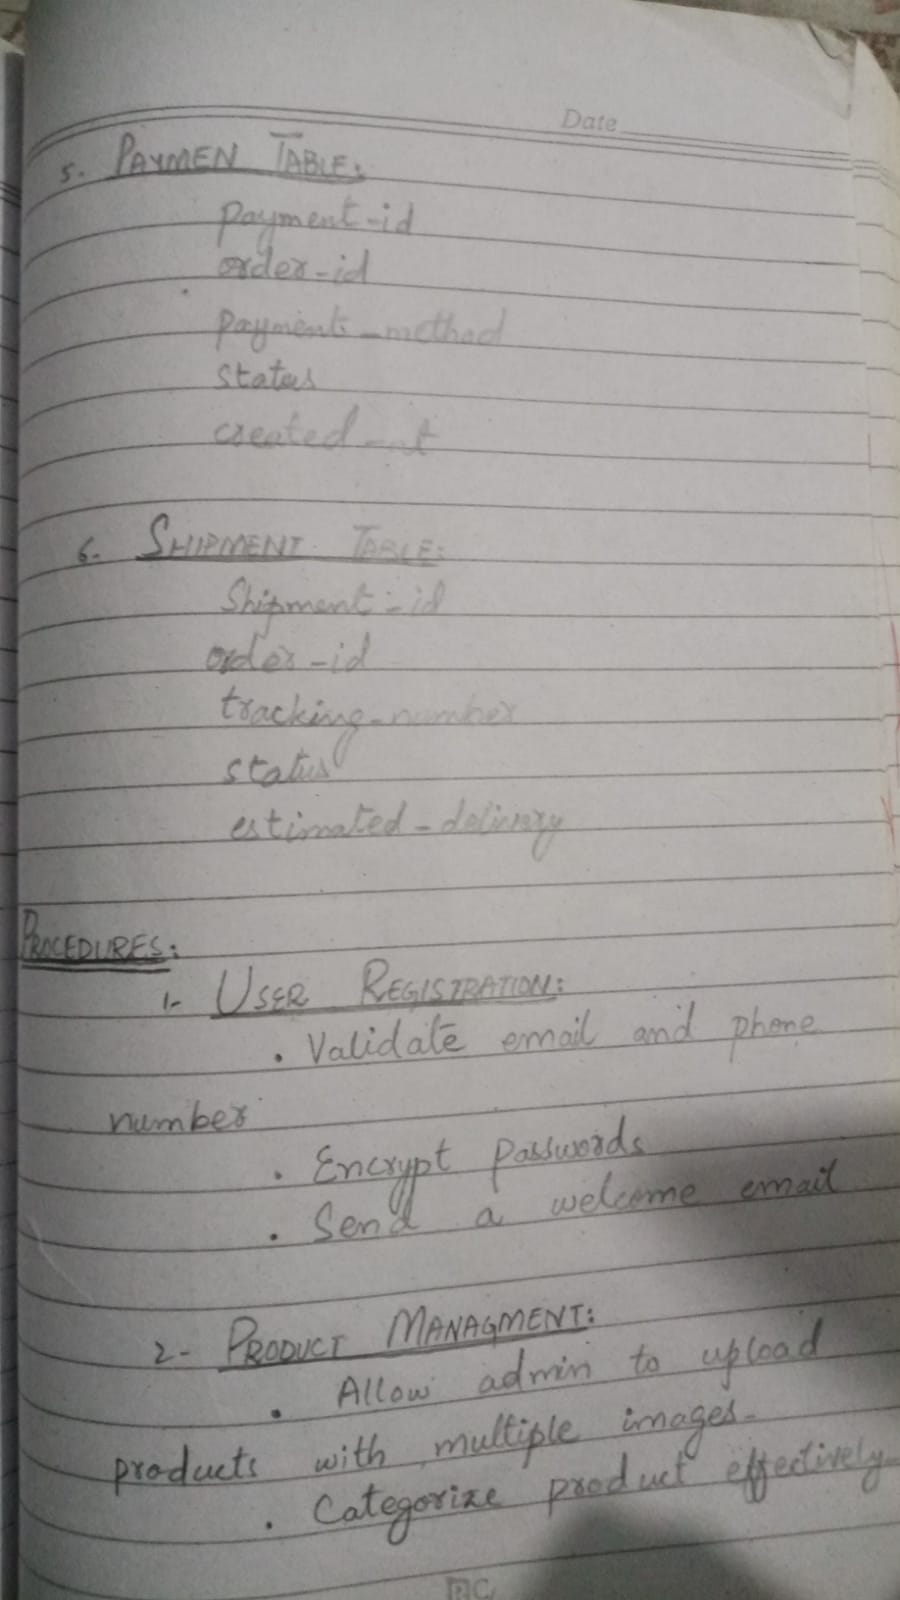 Date
5. PAYMEN TABLE:
payment-id
order-id
payment-method
status
created-at
6- SHIPMENT TABLE:
Shipment-id
order-id
tracking-number
status
estimated-delivery
PROCEDURES:
1- USER REGISTRATION:
• Validate email and phone
number
• Encrypt passwords
• Send a welcome email
2- PRODUCT MANAGMENT:
• Allow admin to upload
products with multiple images-
• Categorize product effectively-